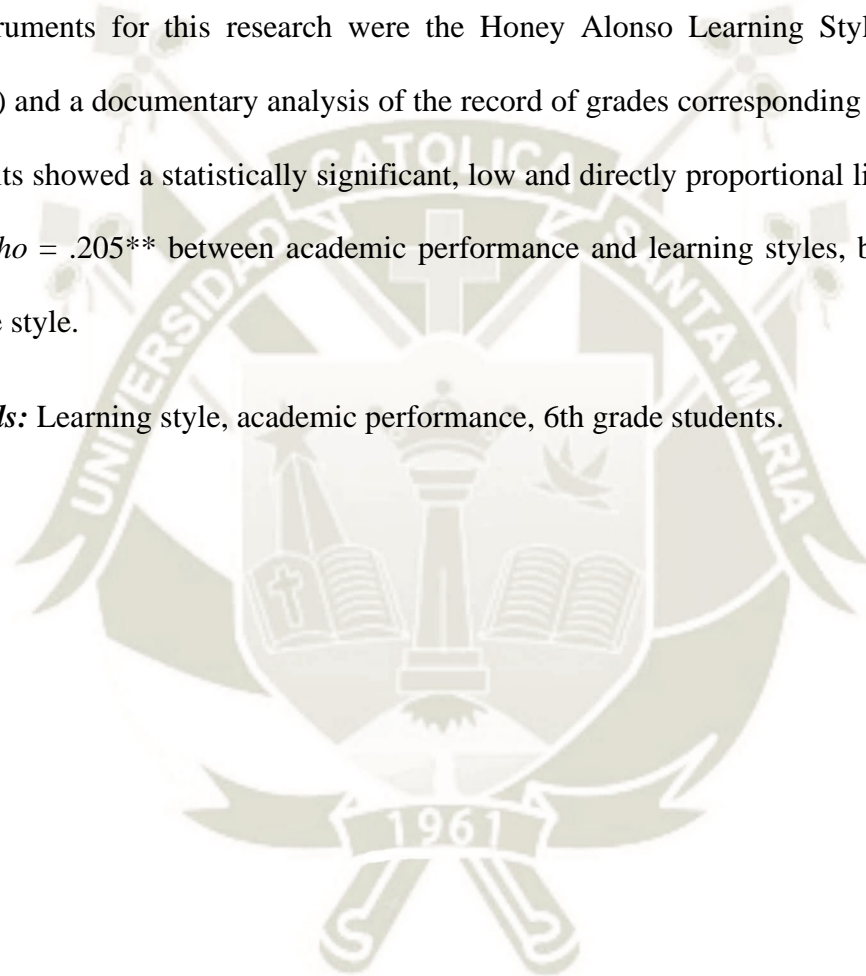 ruments for this research were the Honey Alonso Learning Styl
) and a documentary analysis of the record of grades corresponding
ts showed a statistically significant, low and directly proportional li
ho = .205** between academic performance and learning styles, b
e style.
ds: Learning style, academic performance, 6th grade students.
UNIVERSIDAD CATOLICA SANTA MARIA
1961